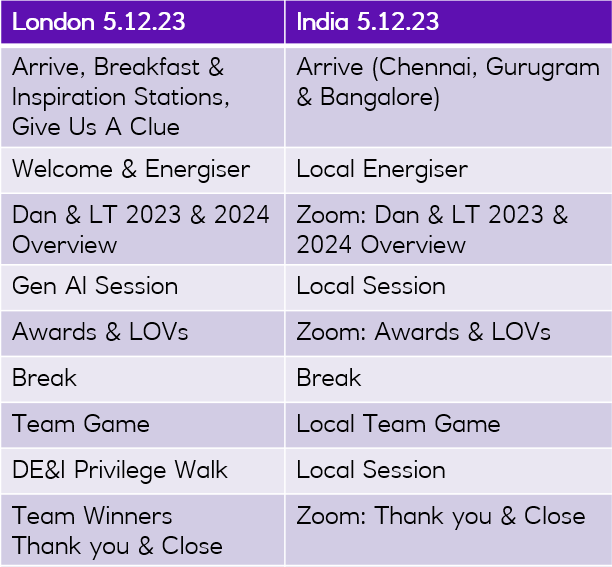 London 5.12.23
India 5.12.23
Arrive, Breakfast &
Inspiration Stations,
Give Us A Clue
Arrive (Chennai, Gurugram
& Bangalore)
Welcome & Energiser
Local Energiser
Dan & LT 2023 & 2024
Overview
Zoom: Dan & LT 2023 &
2024 Overview
Gen AI Session
Local Session
Awards & LOVs
Zoom: Awards & LOVs
Break
Break
Team Game
Local Team Game
DE&I Privilege Walk
Local Session
Team Winners
Thank you & Close
Zoom: Thank you & Close